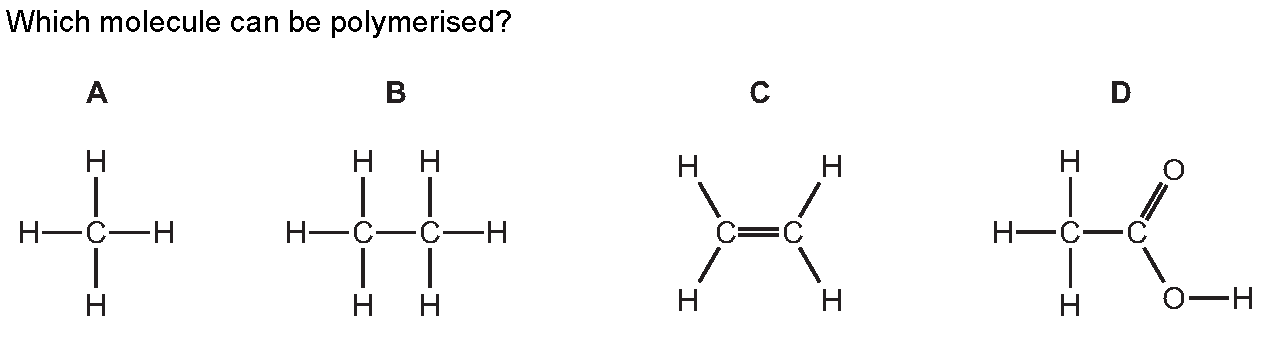 Which molecule can be polymerised?
A B C D
H H H H H H O
H C H H C C H C C H C C
H H H H H H O H